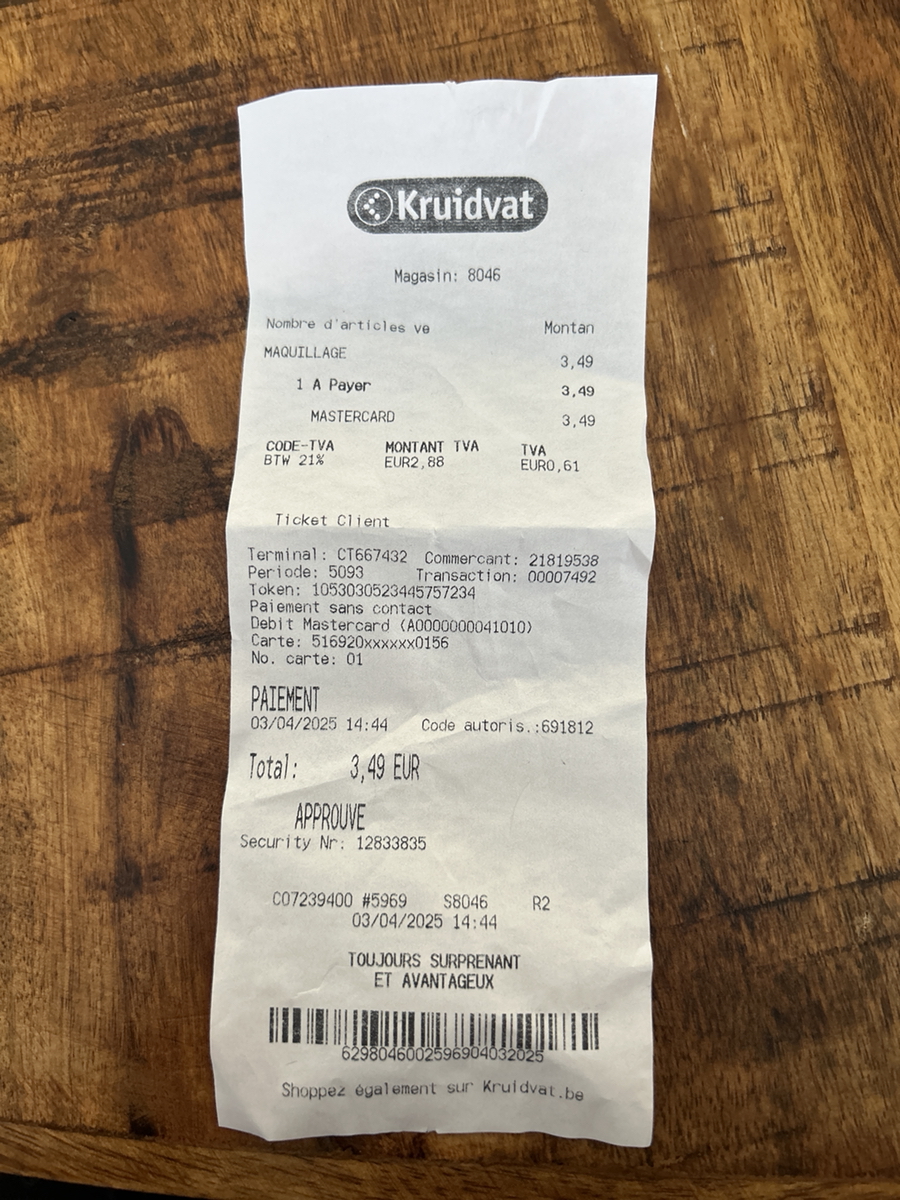 Kruidvat
Magasin: 8046
Nombre d'articles ve Montan
MAQUILLAGE 3,49
1 A Payer 3,49
MASTERCARD 3,49
CODE-TVA MONTANT TVA TVA
BTW 21% EUR2,88 EUR0,61
Ticket Client
Terminal: CT667432 Commercant: 21819538
Periode: 5093 Transaction: 00007492
Token: 1053030523445757234
Paiement sans contact
Debit Mastercard (A0000000041010)
Carte: 516920xxxxxx0156
No. carte: 01
PAIEMENT
03/04/2025 14:44 Code autoris.:691812
Total: 3,49 EUR
APPROUVE
Security Nr: 12833835
C07239400 #5969 S8046 R2
03/04/2025 14:44
TOUJOURS SURPRENANT
ET AVANTAGEUX
6298046002596904032025
Shoppez également sur Kruidvat.be